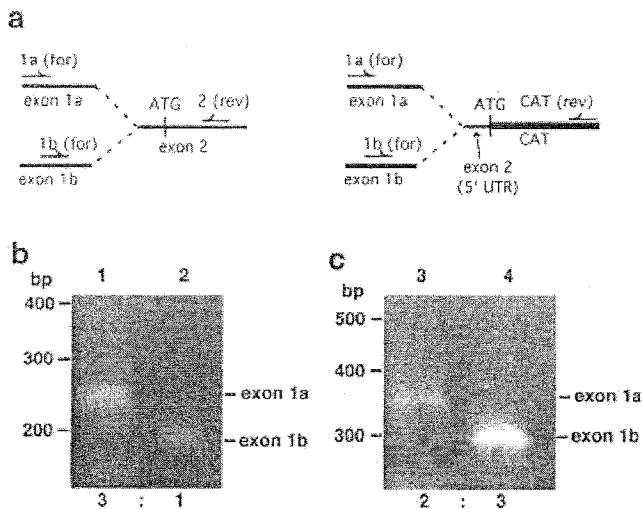 a
1a (for)
exon 1a
ATG
2 (rev)
1b (for)
exon 2
exon 1b
1a (for)
exon 1a
ATG
CAT (rev)
1b (for)
CAT
exon 1b
exon 2
(5' UTR)
b
bp
1
2
400
300
200
exon 1a
exon 1b
3 : 1
c
bp
3
4
500
400
300
exon 1a
exon 1b
2 : 3